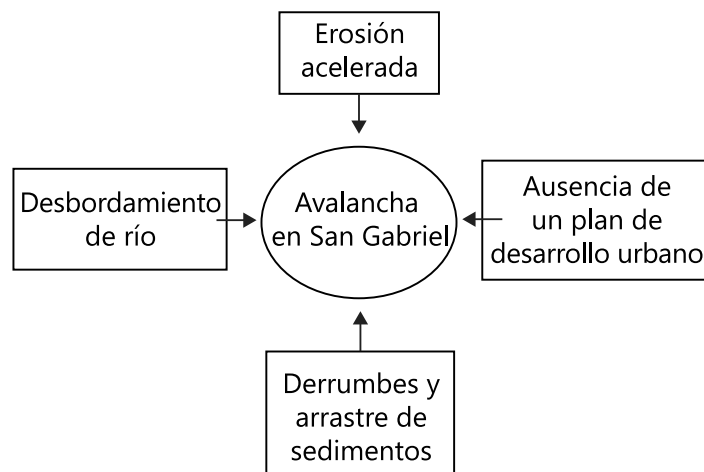 Erosión
acelerada
Desbordamiento
de río
Avalancha
en San Gabriel
Ausencia de
un plan de
desarrollo urbano
Derrumbes y
arrastre de
sedimentos